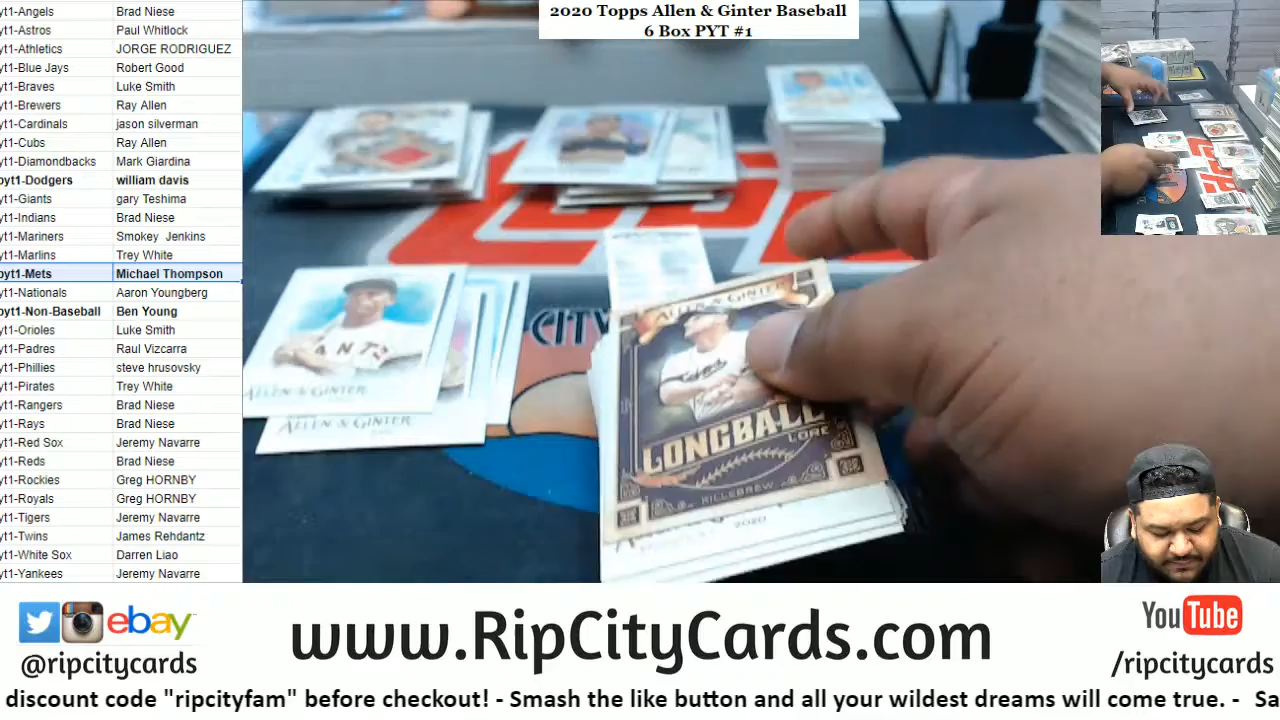 2020 Topps Allen & Ginter Baseball
6 Box PYT #1
yt1-Angels Brad Niese
yt1-Astros Paul Whitlock
yt1-Athletics JORGE RODRIGUEZ
yt1-Blue Jays Robert Good
yt1-Braves Luke Smith
yt1-Brewers Ray Allen
yt1-Cardinals jason silverman
yt1-Cubs Ray Allen
yt1-Diamondbacks Mark Giardina
pyt1-Dodgers william davis
yt1-Giants gary Teshima
yt1-Indians Brad Niese
yt1-Mariners Smokey Jenkins
yt1-Marlins Trey White
pyt1-Mets Michael Thompson
yt1-Nationals Aaron Youngberg
pyt1-Non-Baseball Ben Young
yt1-Orioles Luke Smith
yt1-Padres Raul Vizcarra
yt1-Phillies steve hrusovsky
yt1-Pirates Trey White
yt1-Rangers Brad Niese
yt1-Rays Brad Niese
yt1-Red Sox Jeremy Navarre
yt1-Reds Brad Niese
yt1-Rockies Greg HORNBY
yt1-Royals Greg HORNBY
yt1-Tigers Jeremy Navarre
yt1-Twins James Rehdantz
yt1-White Sox Darren Liao
yt1-Yankees Jeremy Navarre
CITY
ANTS
ALLEN & GINTER
ALLEN & GINTER
ALLEN & GINTER
LONGBALL
LORE
KILLEBREW
2020
ebay
@ripcitycards
www.RipCityCards.com
YouTube
/ripcitycards
discount code "ripcityfam" before checkout! - Smash the like button and all your wildest dreams will come true. - Sa